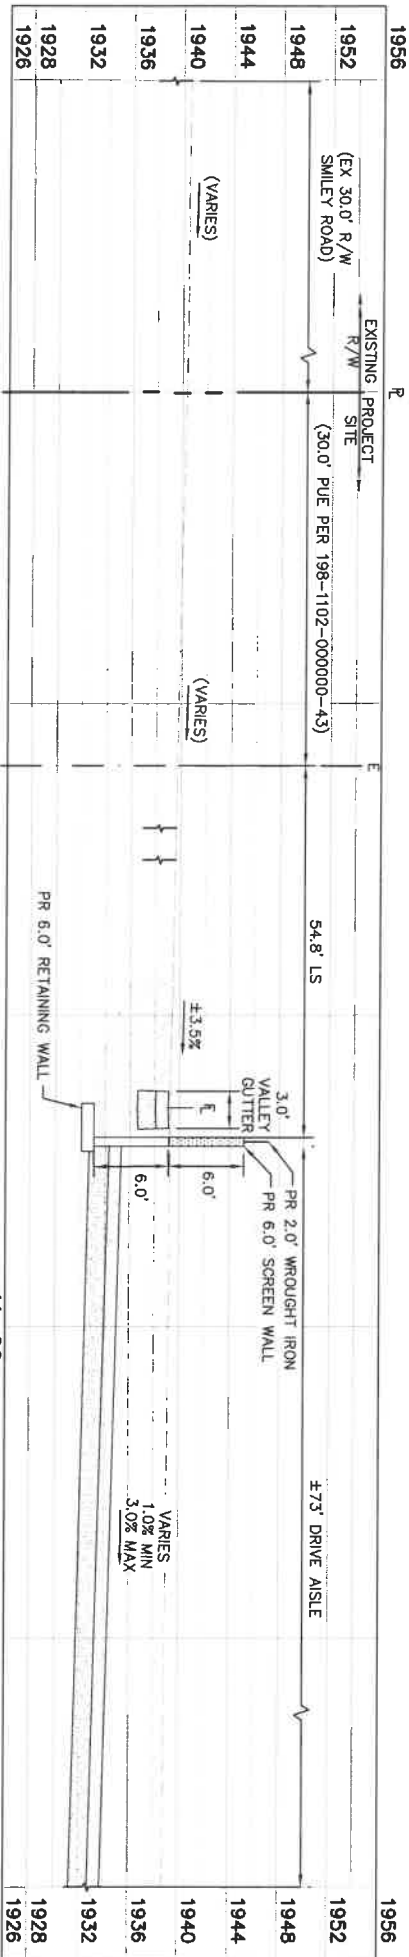 1956
1952
1948
1944
1940
1936
1932
1928
1926
(EX 30.0' R/W
SMILEY ROAD)
(VARIES)
EXISTING
R/W
PROJECT
SITE
(30.0' PUE PER 198-1102-000000-43)
(VARIES)
E
54.8' LS
±3.5%
3.0'
VALLEY
GUTTER
PR 2.0' WROUGHT IRON
PR 6.0' SCREEN WALL
6.0'
6.0'
PR 6.0' RETAINING WALL
±73' DRIVE AISLE
VARIES
1.0% MIN
3.0% MAX
1956
1952
1948
1944
1940
1936
1932
1928
1926